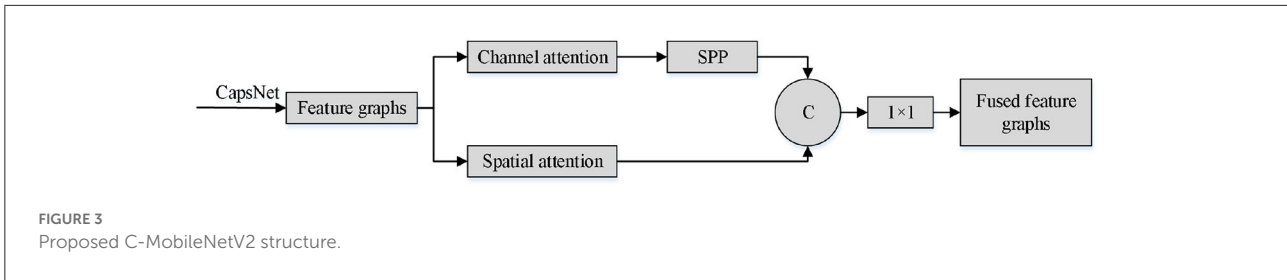 CapsNet
Feature graphs
Channel attention
SPP
Spatial attention
C
1×1
Fused feature
graphs
FIGURE 3
Proposed C-MobileNetV2 structure.